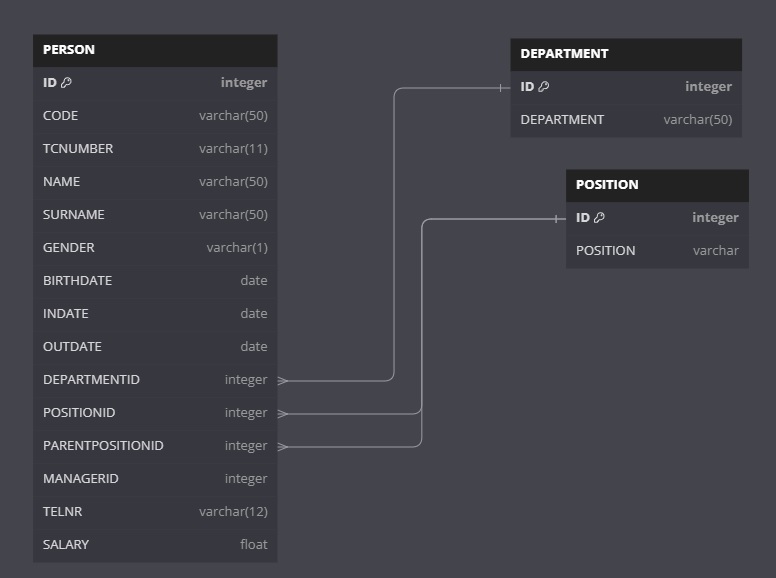 PERSON
ID integer
CODE varchar(50)
TCNUMBER varchar(11)
NAME varchar(50)
SURNAME varchar(50)
GENDER varchar(1)
BIRTHDATE date
INDATE date
OUTDATE date
DEPARTMENTID integer
POSITIONID integer
PARENTPOSITIONID integer
MANAGERID integer
TELNR varchar(12)
SALARY float
DEPARTMENT
ID integer
DEPARTMENT varchar(50)
POSITION
ID integer
POSITION varchar